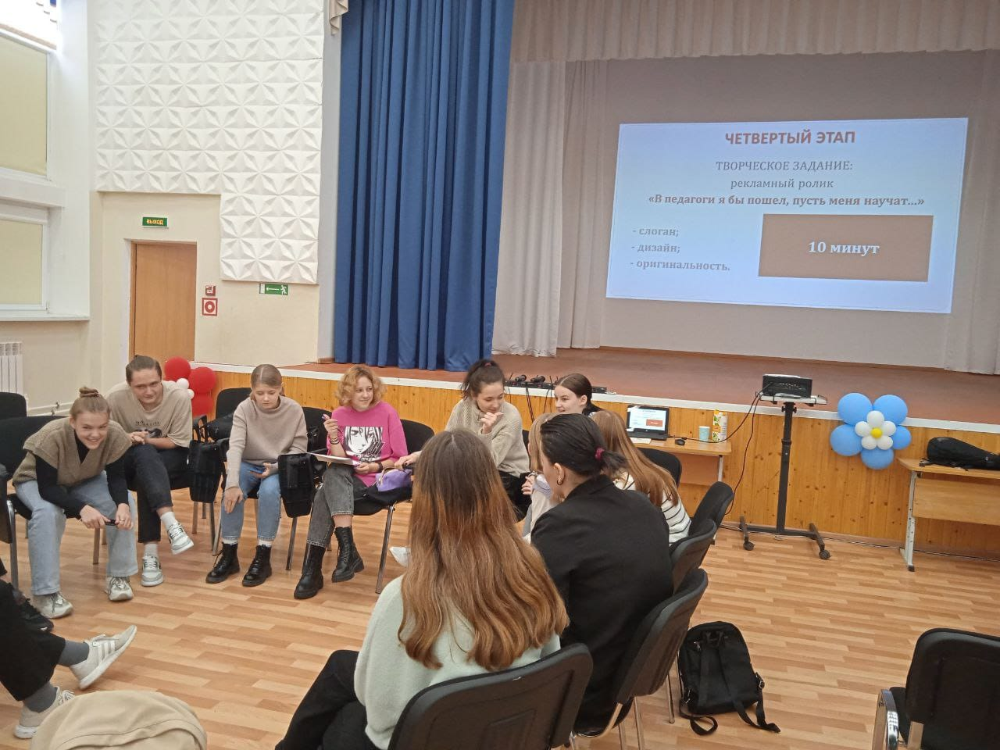 ЧЕТВЕРТЫЙ ЭТАП
ТВОРЧЕСКОЕ ЗАДАНИЕ:
рекламный ролик
«В педагоги я бы пошел, пусть меня научат...»
- слоган;
- дизайн;
- оригинальность.
10 минут
ВЫХОД